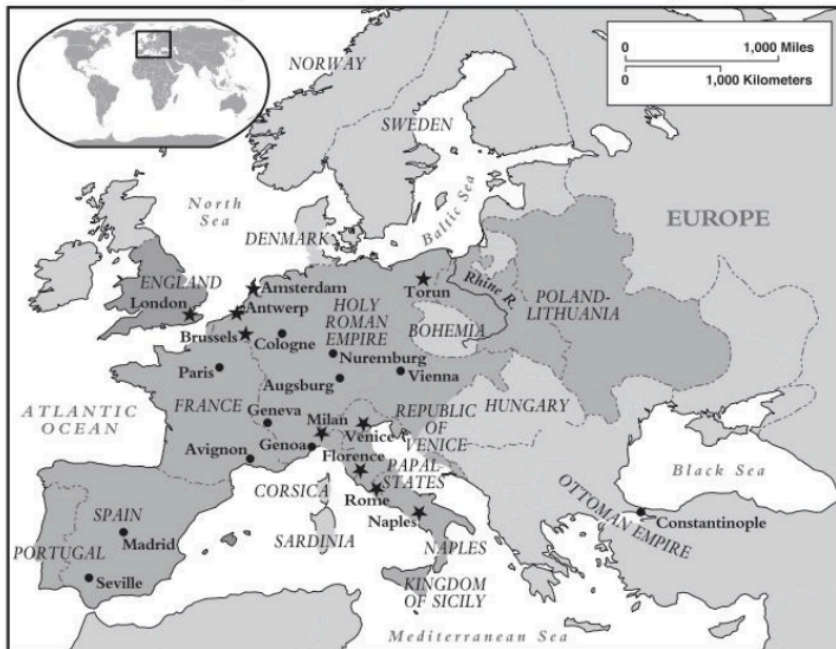 0 1,000 Miles
0 1,000 Kilometers
NORWAY
SWEDEN
North
Sea
Baltic Sea
EUROPE
DENMARK
ENGLAND
London
Amsterdam
Antwerp
Brussels
Cologne
HOLY
ROMAN
EMPIRE
Torun
Rhine R.
POLAND-
LITHUANIA
BOHEMIA
Nuremburg
Paris
Augsburg
Vienna
ATLANTIC
OCEAN
FRANCE
Geneva
Milan
Venice
REPUBLIC
OF
VENICE
HUNGARY
Avignon
Genoa
Florence
PAPAL
STATES
Black Sea
CORSICA
Rome
OTTOMAN EMPIRE
Constantinople
SPAIN
Madrid
SARDINIA
Naples
PORTUGAL
NAPLES
Seville
KINGDOM
OF SICILY
Mediterranean Sea